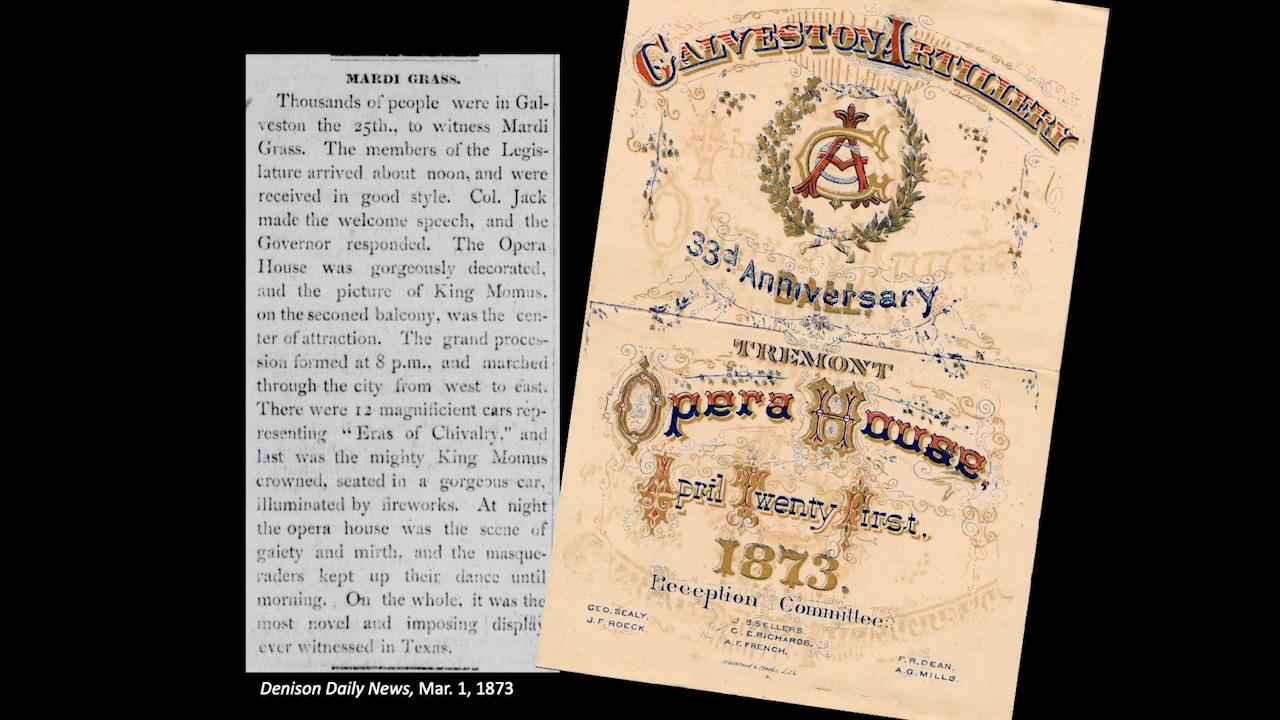 MARDI GRASS.
Thousands of people were in Gal-
veston the 25th., to witness Mardi
Grass. The members of the Legis-
lature arrived about noon, and were
received in good style. Col. Jack
made the welcome speech, and the
Governor responded. The Opera
House was gorgeously decorated,
and the picture of King Momus,
on the seconed balcony, was the cen-
ter of attraction. The grand proces-
sion formed at 8 p.m., and marched
through the city from west to east.
There were 12 magnificient cars rep-
resenting “Eras of Chivalry,” and
last was the mighty King Momus
crowned, seated in a gorgeous car,
illuminated by fireworks. At night
the opera house was the scene of
gaiety and mirth, and the masque-
raders kept up their dance until
morning. On the whole, it was the
most novel and imposing display
ever witnessed in Texas.
Denison Daily News, Mar. 1, 1873
GALVESTON ARTILLERY
GAC
33d Anniversary
BALL
TREMONT
Opera House,
April Twenty First,
1873.
Reception Committee:
GEO. SEALY,
J. F. ROECK.
J. S. SELLERS,
C. E. RICHARDS,
A. F. FRENCH,
F. R. DEAN,
A. G. MILLS.